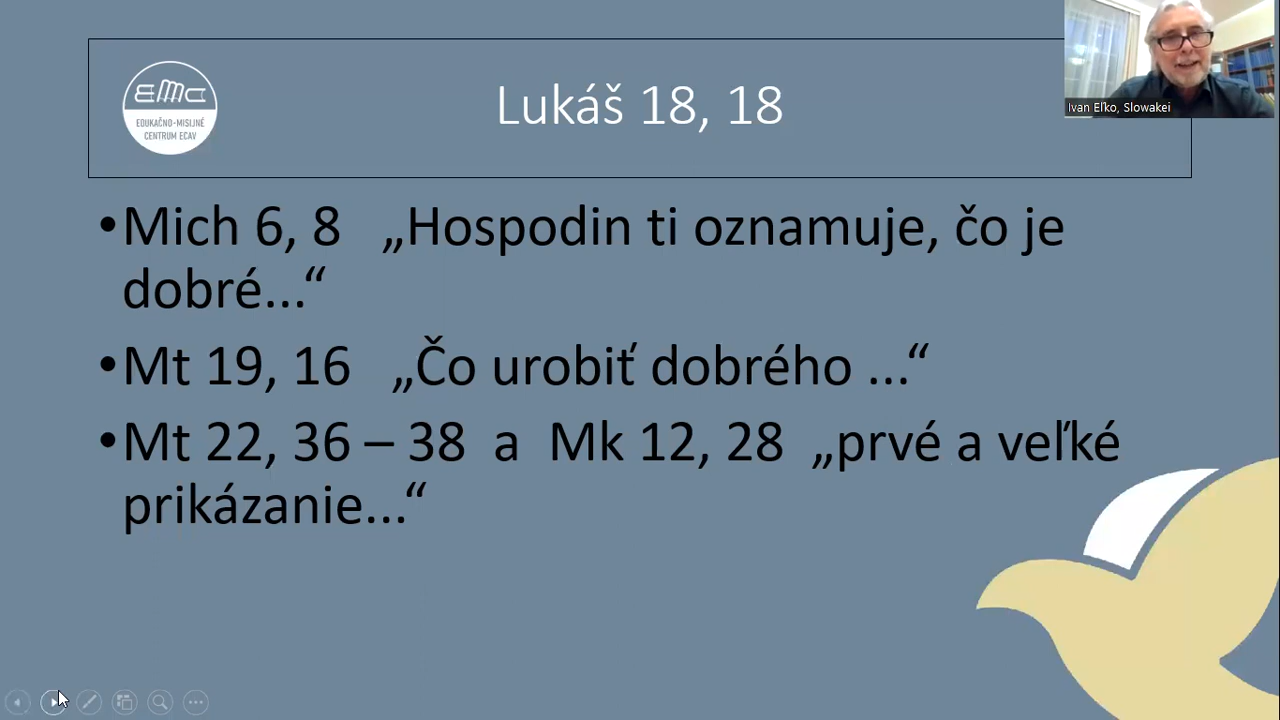 Lukáš 18, 18
Ivan Eľko, Slowakei
EMC
EDUKAČNO-MISIJNÉ
CENTRUM ECAV
•Mich 6, 8 „Hospodin ti oznamuje, čo je
dobré...“
•Mt 19, 16 „Čo urobiť dobrého ...“
•Mt 22, 36 – 38 a Mk 12, 28 „prvé a veľké
prikázanie...“